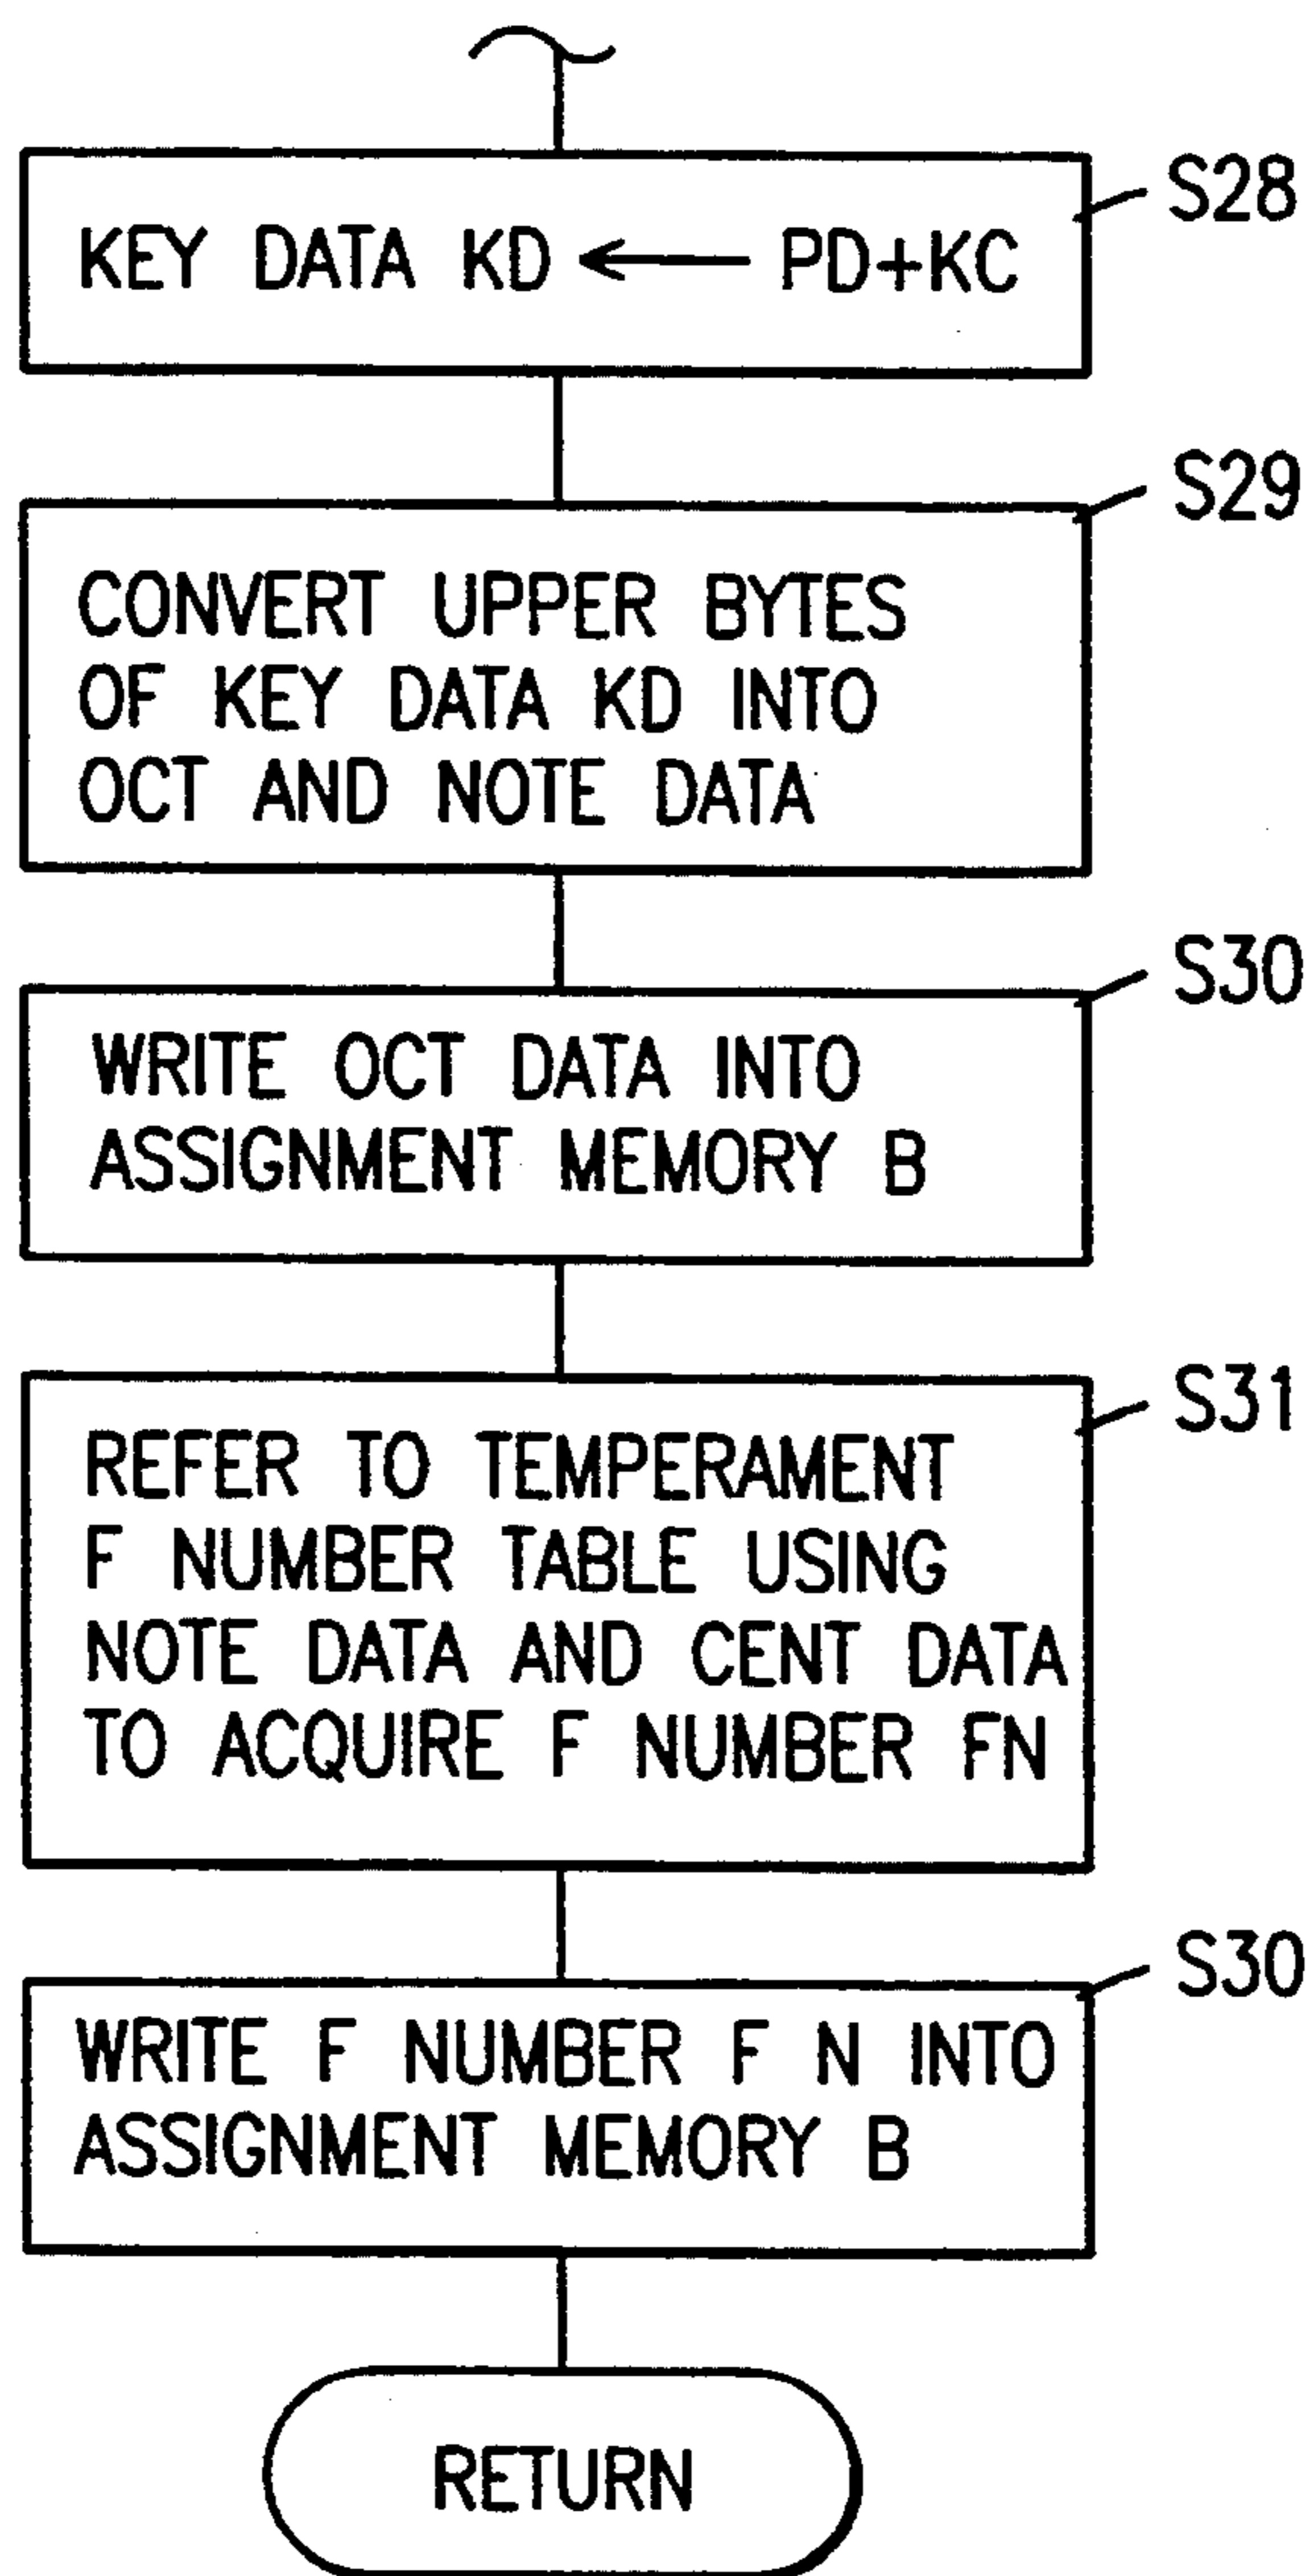 S28
KEY DATA KD ← PD+KC
S29
CONVERT UPPER BYTES
OF KEY DATA KD INTO
OCT AND NOTE DATA
S30
WRITE OCT DATA INTO
ASSIGNMENT MEMORY B
S31
REFER TO TEMPERAMENT
F NUMBER TABLE USING
NOTE DATA AND CENT DATA
TO ACQUIRE F NUMBER FN
S30
WRITE F NUMBER F N INTO
ASSIGNMENT MEMORY B
RETURN